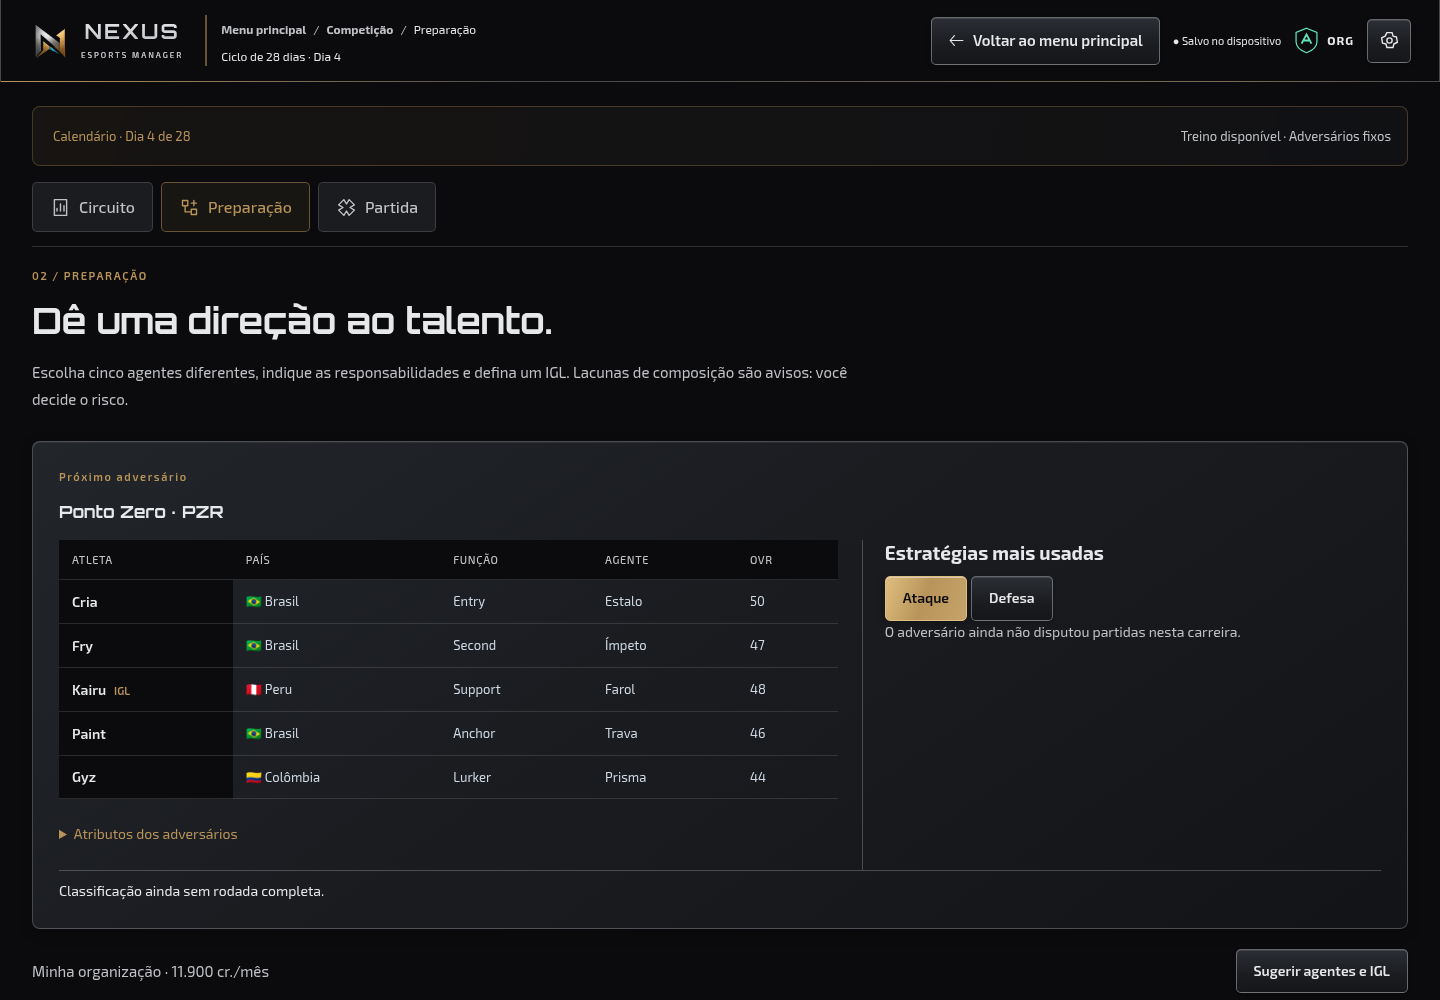 NEXUS
ESPORTS MANAGER
Menu principal / Competição / Preparação
Ciclo de 28 dias · Dia 4
Voltar ao menu principal
● Salvo no dispositivo
ORG
Calendário · Dia 4 de 28
Treino disponível · Adversários fixos
Circuito
Preparação
Partida
02 / PREPARAÇÃO
Dê uma direção ao talento.
Escolha cinco agentes diferentes, indique as responsabilidades e defina um IGL. Lacunas de composição são avisos: você
decide o risco.
Próximo adversário
Ponto Zero · PZR
ATLETA PAÍS FUNÇÃO AGENTE OVR
Cria Brasil Entry Estalo 50
Fry Brasil Second Ímpeto 47
Kairu IGL Peru Support Farol 48
Paint Brasil Anchor Trava 46
Gyz Colômbia Lurker Prisma 44
Atributos dos adversários
Estratégias mais usadas
Ataque
Defesa
O adversário ainda não disputou partidas nesta carreira.
Classificação ainda sem rodada completa.
Minha organização · 11.900 cr./mês
Sugerir agentes e IGL